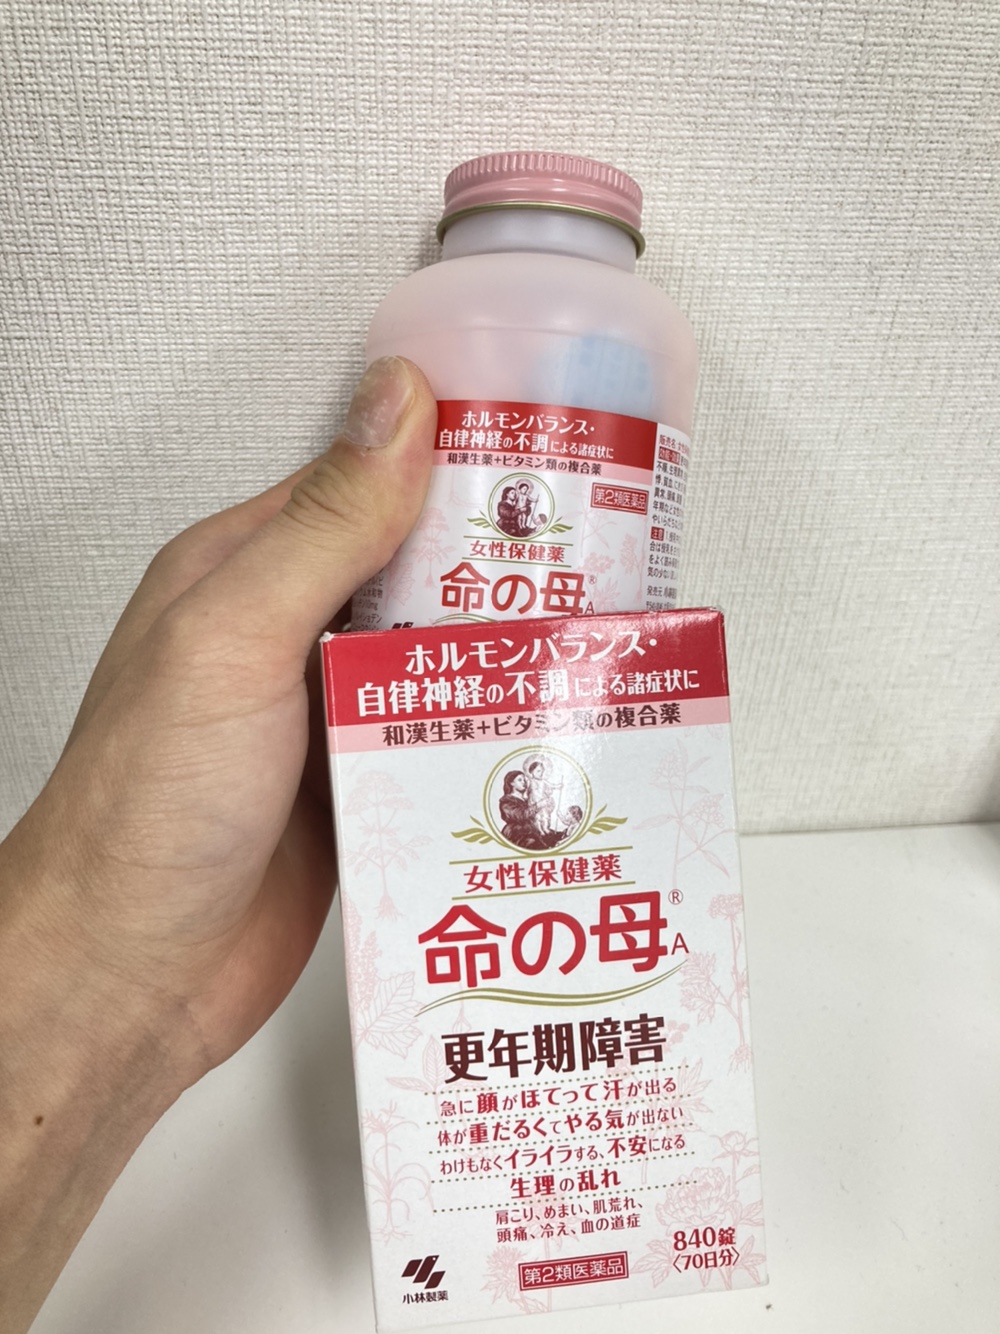 ホルモンバランス・
自律神経の不調による諸症状に
和漢生薬+ビタミン類の複合薬
第2類医薬品
女性保健薬
命の母®A
ホルモンバランス・
自律神経の不調による諸症状に
和漢生薬+ビタミン類の複合薬
女性保健薬
命の母®A
更年期障害
急に顔がほてって汗が出る
体が重だるくてやる気が出ない
わけもなくイライラする、不安になる
生理の乱れ
肩こり、めまい、肌荒れ、
頭痛、冷え、血の道症
840錠
〈70日分〉
第2類医薬品
小林製薬